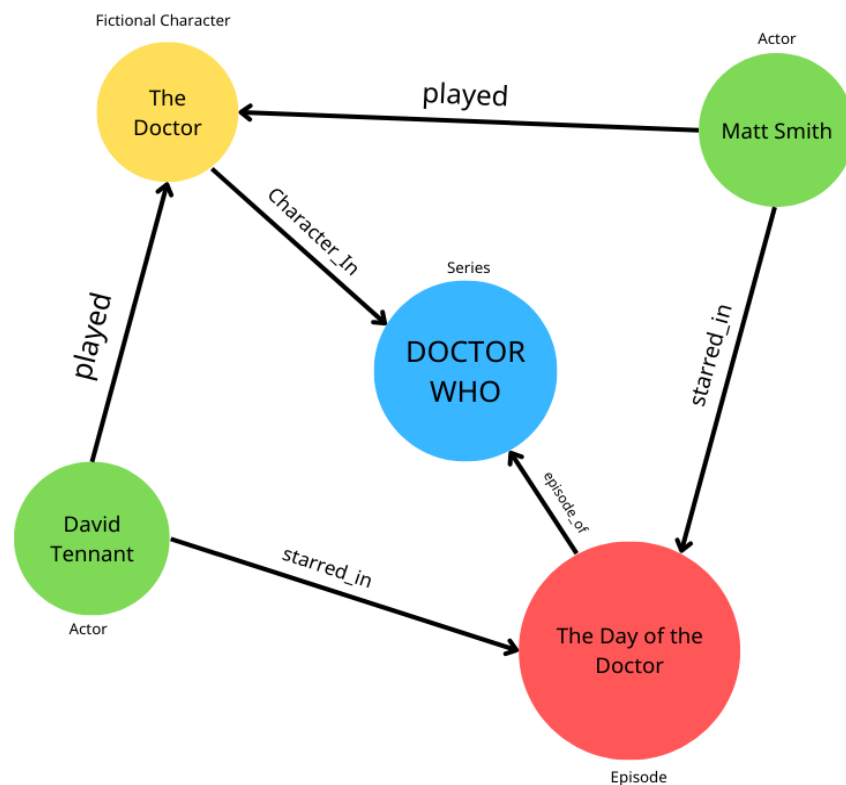 Fictional Character
Actor
The
Doctor
played
Matt Smith
Character_In
Series
DOCTOR
WHO
played
starred_in
episode_of
David
Tennant
starred_in
Actor
The Day of the
Doctor
Episode